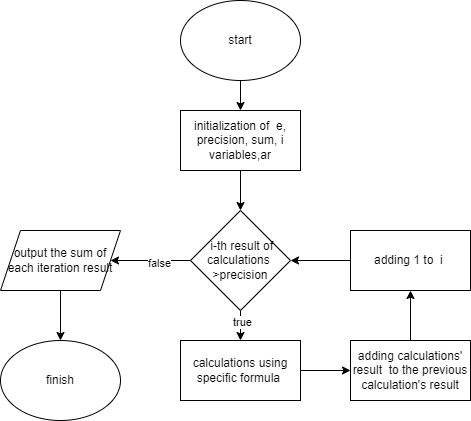 start
initialization of e,
precision, sum, i
variables,ar
i-th result of
calculations
>precision
false
true
output the sum of
each iteration result
finish
calculations using
specific formula
adding calculations'
result to the previous
calculation's result
adding 1 to i